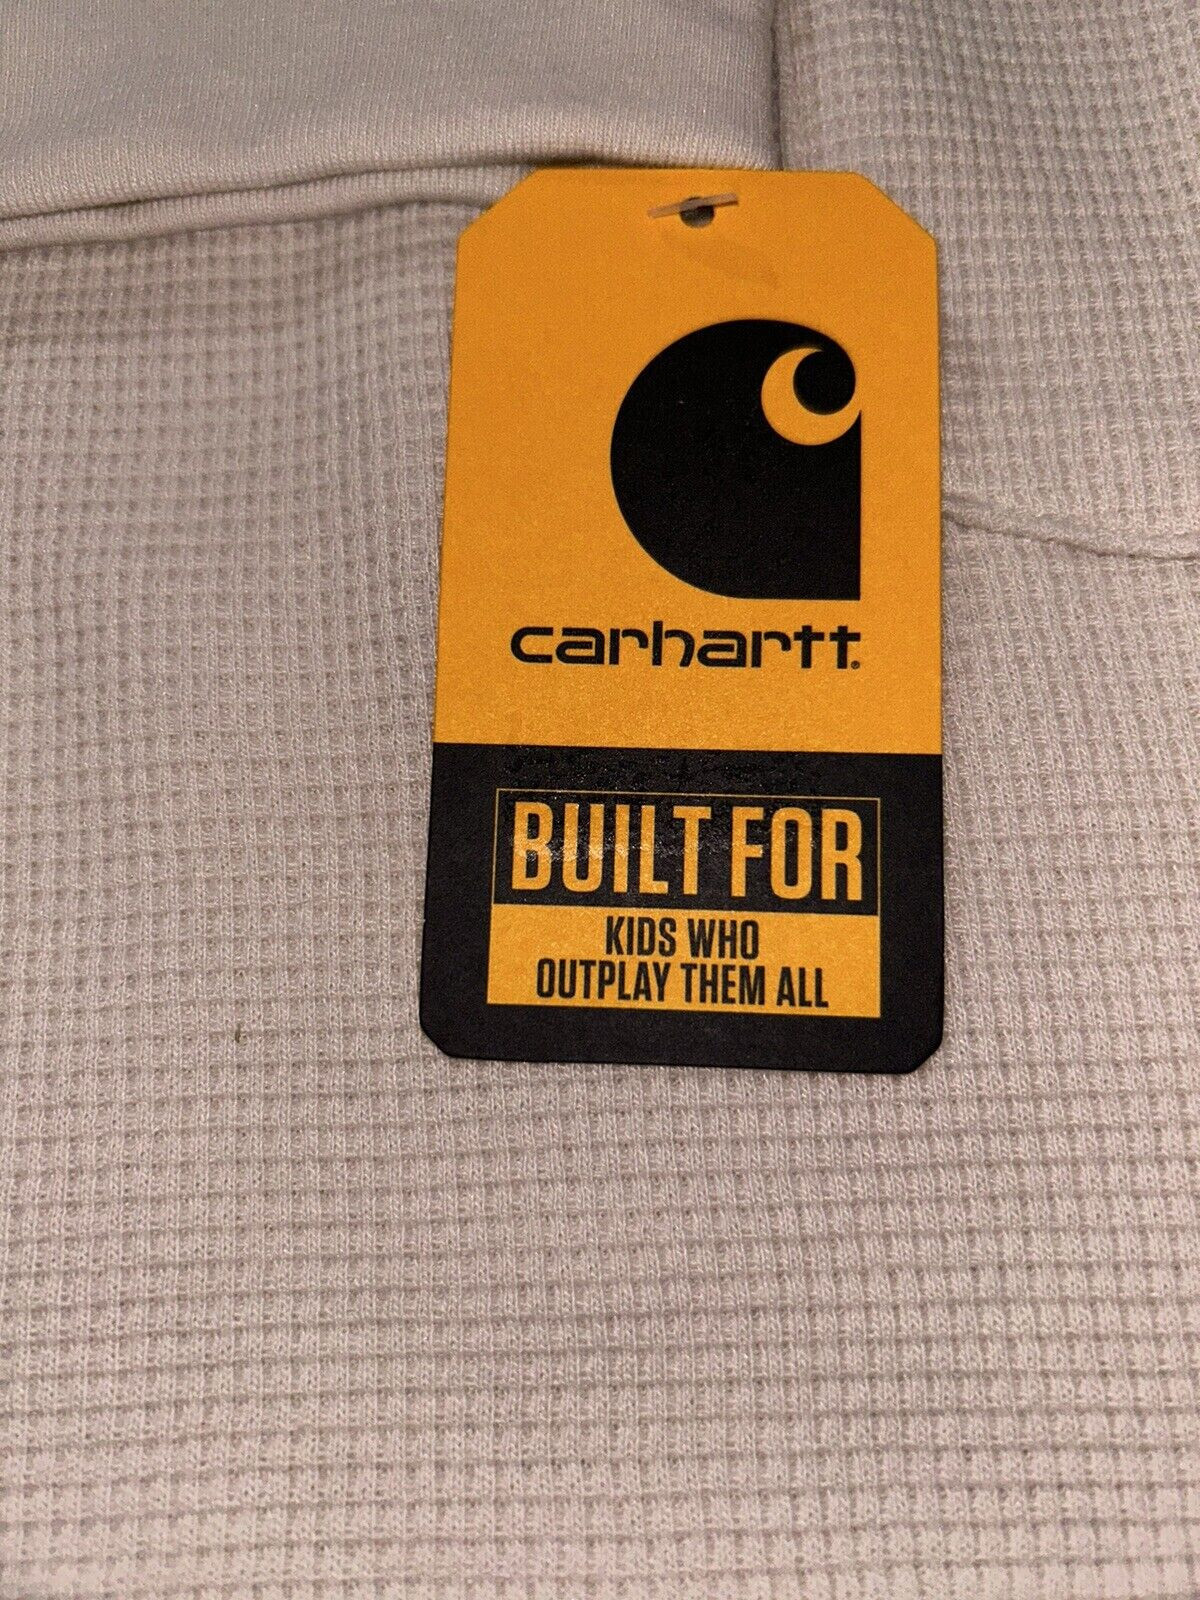 carhartt®
BUILT FOR
KIDS WHO
OUTPLAY THEM ALL